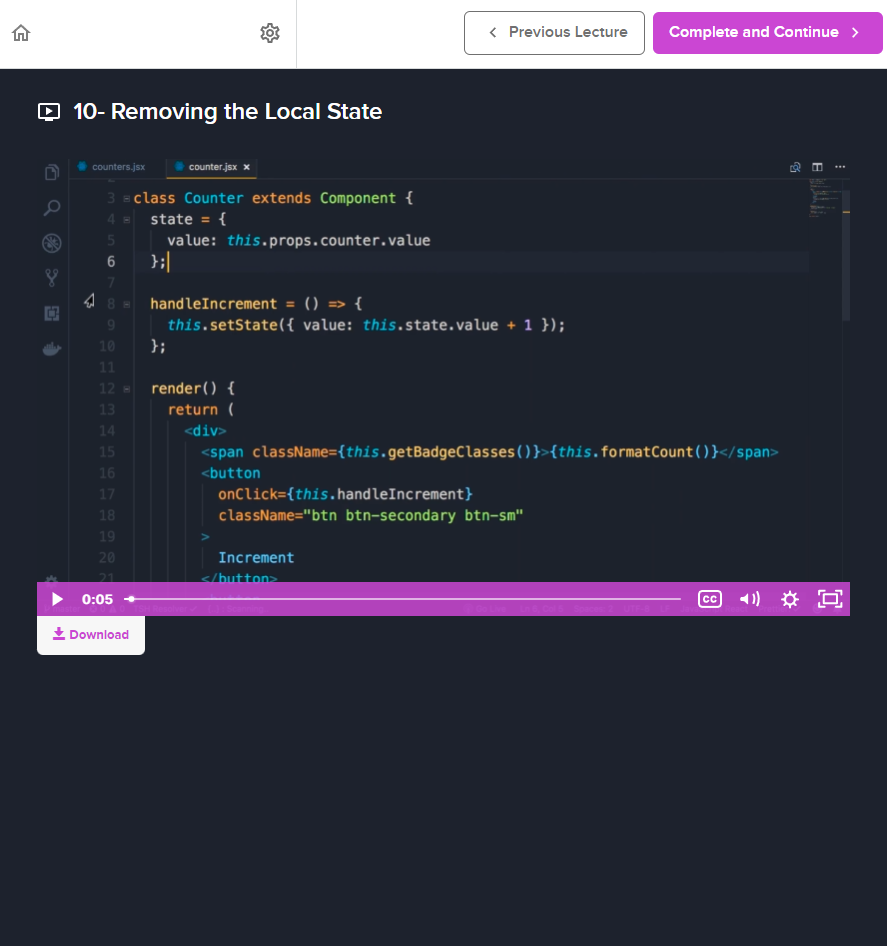 Previous Lecture
Complete and Continue
10- Removing the Local State
counters.jsx
counter.jsx
3 class Counter extends Component {
4 state = {
5 value: this.props.counter.value
6 };
7
8 handleIncrement = () => {
9 this.setState({ value: this.state.value + 1 });
10 };
11
12 render() {
13 return (
14 <div>
15 <span className={this.getBadgeClasses()}>{this.formatCount()}</span>
16 <button
17 onClick={this.handleIncrement}
18 className="btn btn-secondary btn-sm"
19 >
20 Increment
21 </button>
0:05
CC
Download